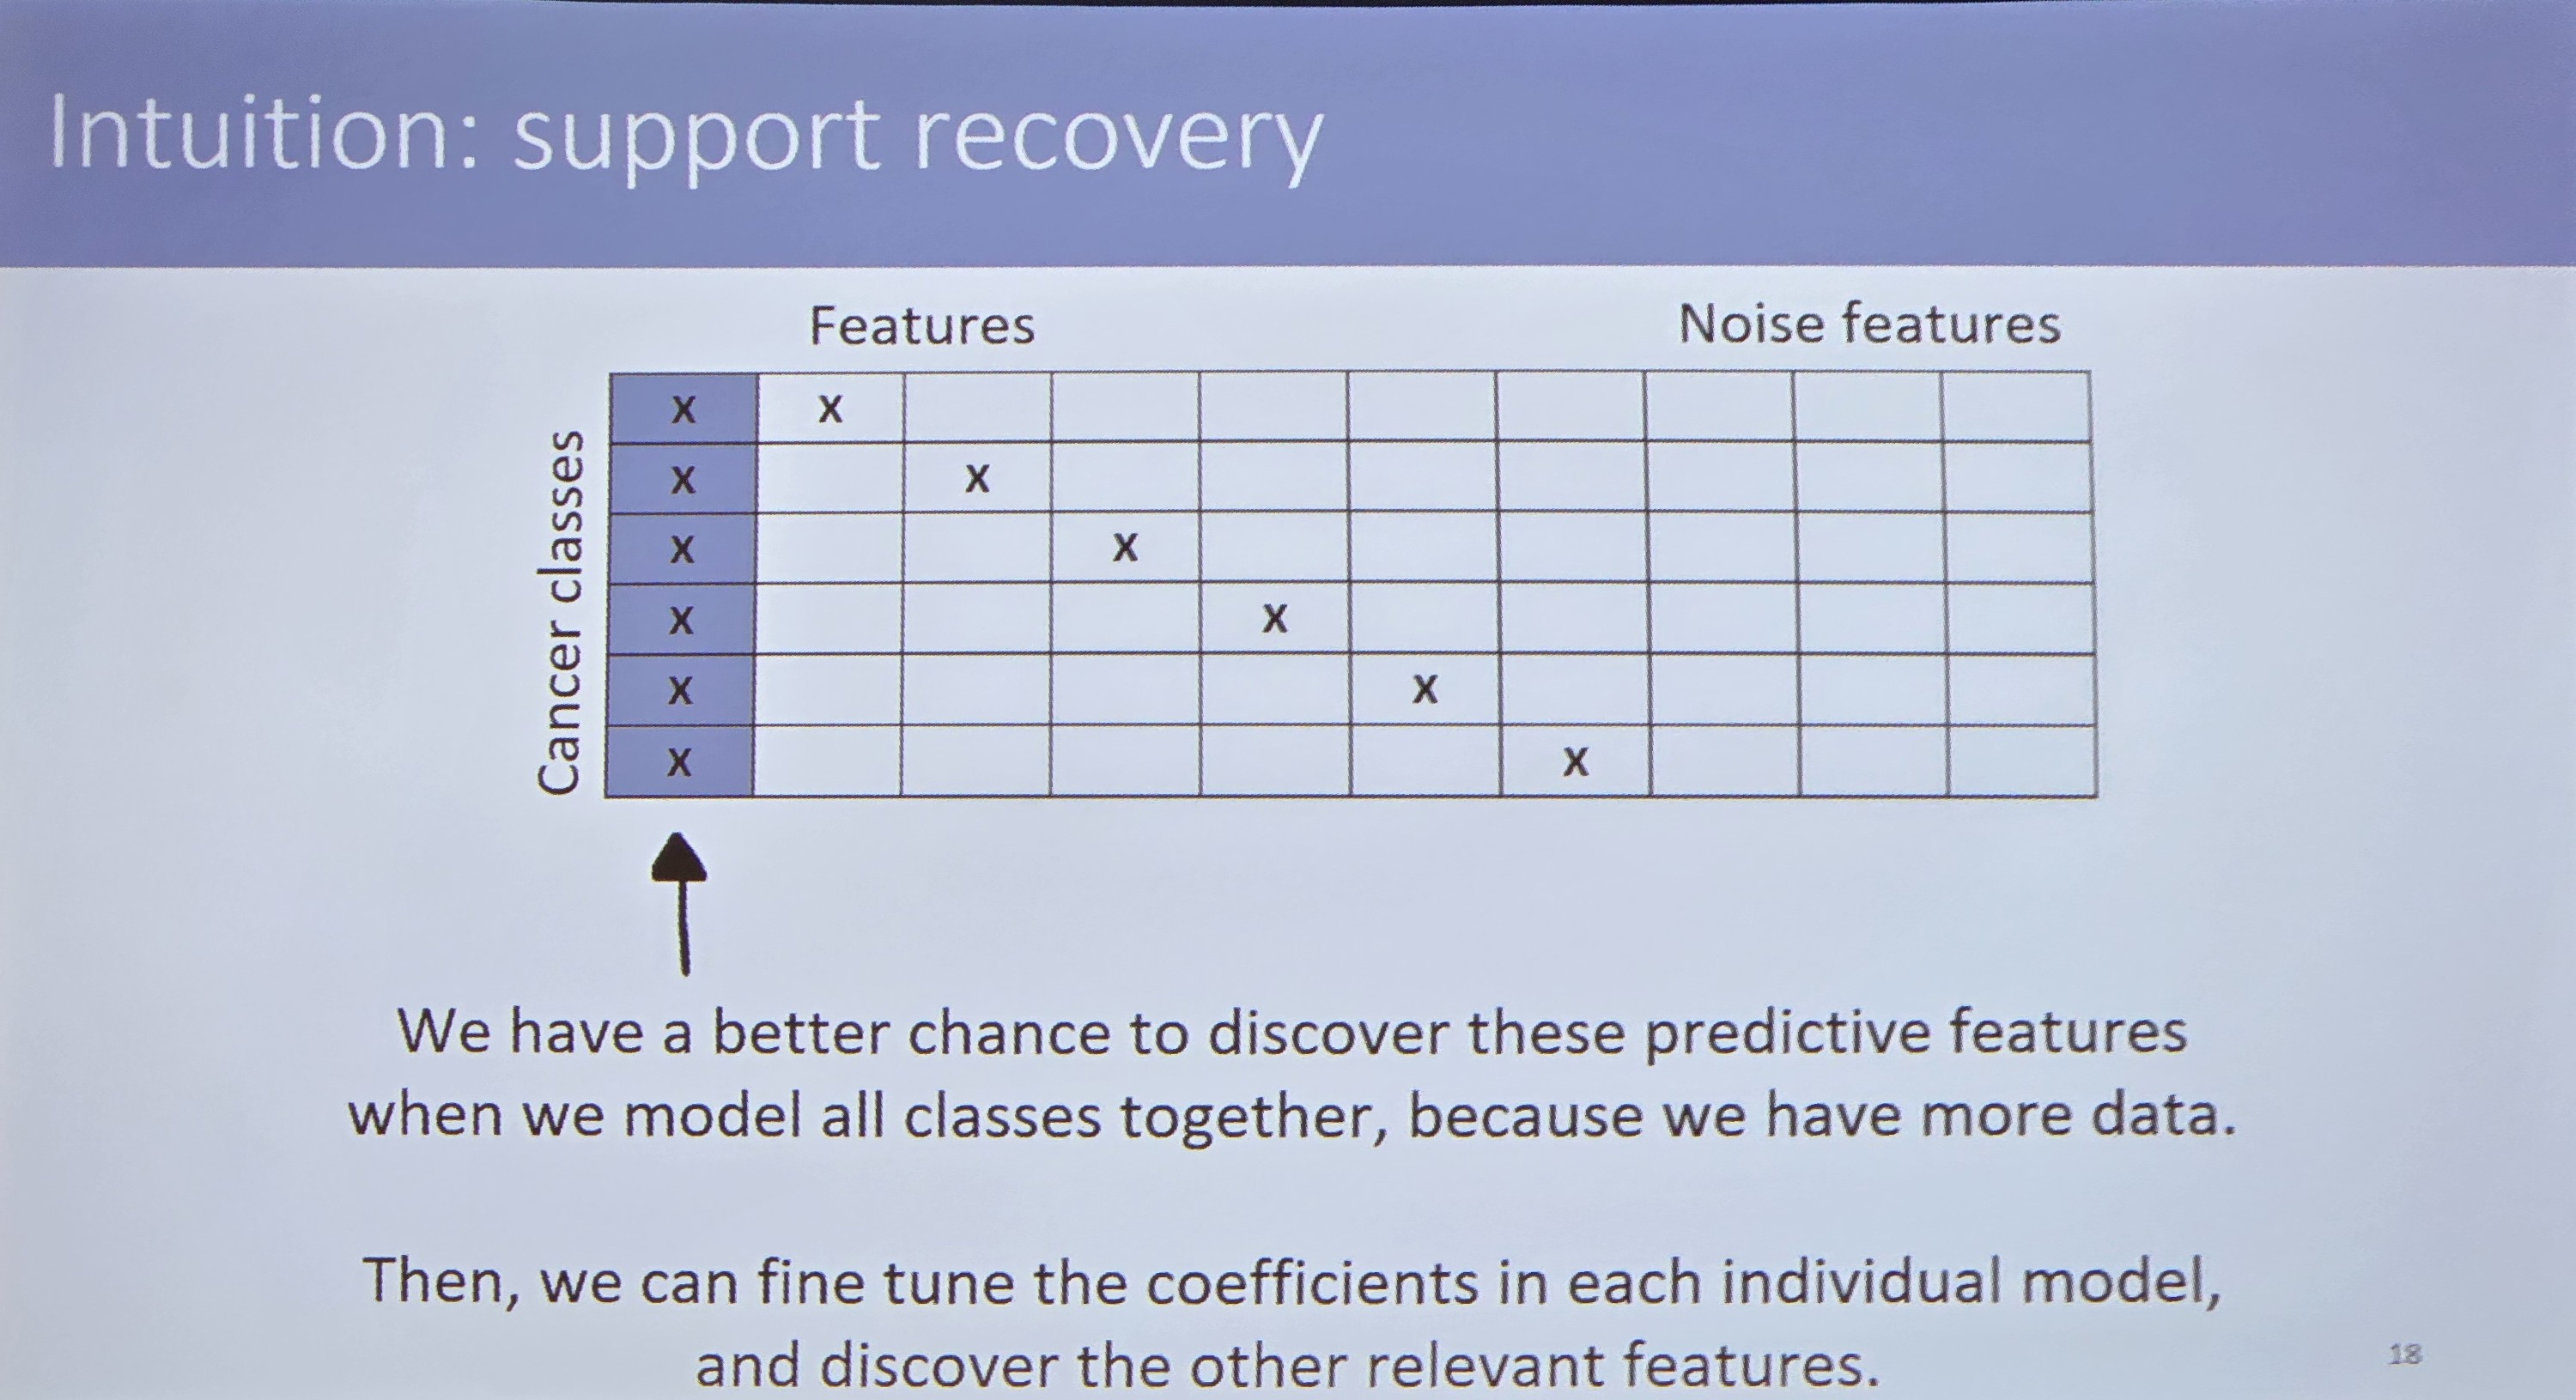 Intuition: support recovery
Features
Noise features
Cancer classes
X X
X X
X X
X X
X X
X X
We have a better chance to discover these predictive features
when we model all classes together, because we have more data.
Then, we can fine tune the coefficients in each individual model,
and discover the other relevant features.
18